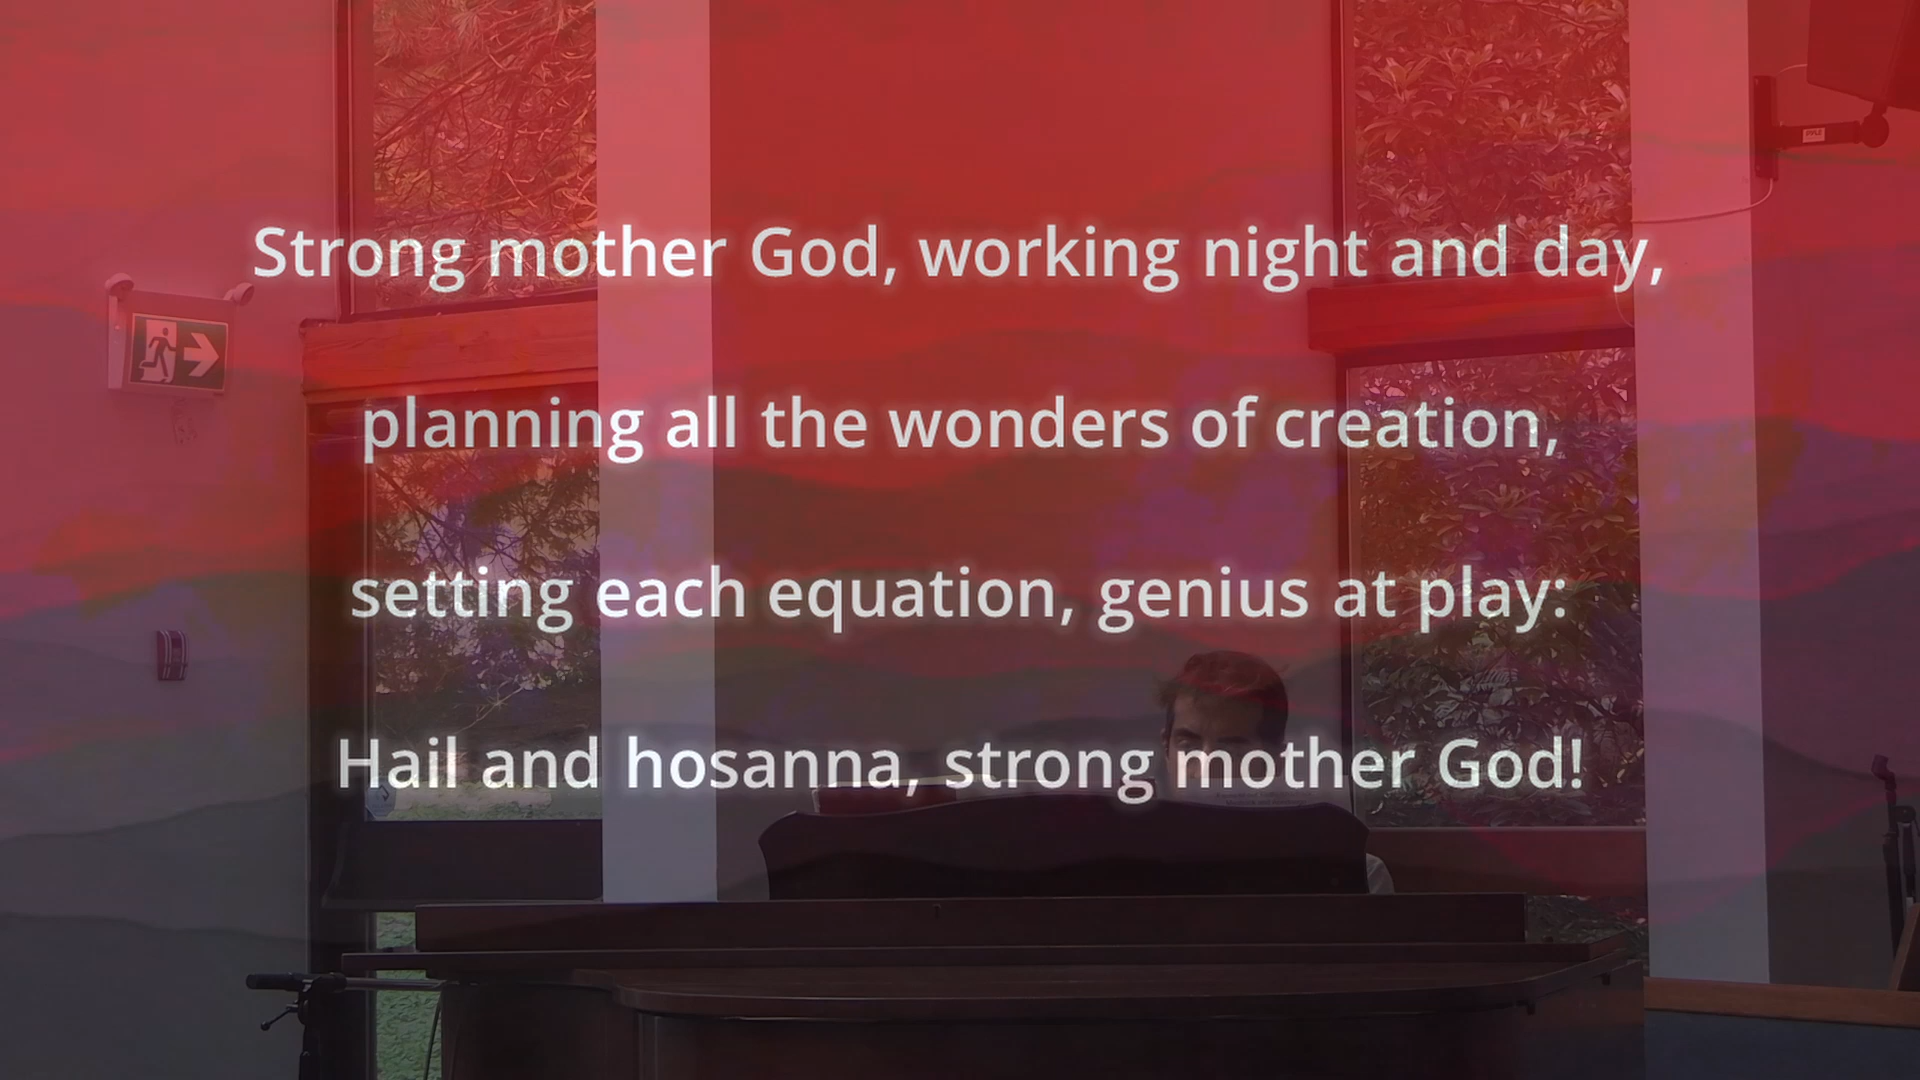 Strong mother God, working night and day,
planning all the wonders of creation,
setting each equation, genius at play:
Hail and hosanna, strong mother God!